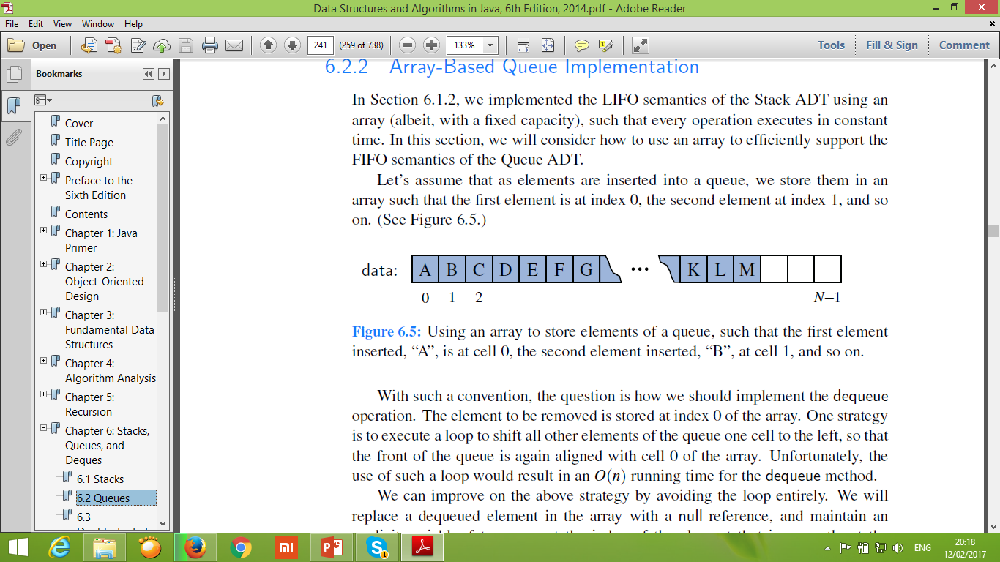 Data Structures and Algorithms in Java, 6th Edition, 2014.pdf - Adobe Reader
File Edit View Window Help
Open 241 (259 of 738) 133% Tools Fill & Sign Comment
Bookmarks
Cover
Title Page
Copyright
Preface to the
Sixth Edition
Contents
Chapter 1: Java
Primer
Chapter 2:
Object-Oriented
Design
Chapter 3:
Fundamental Data
Structures
Chapter 4:
Algorithm Analysis
Chapter 5:
Recursion
Chapter 6: Stacks,
Queues, and
Deques
6.1 Stacks
6.2 Queues
6.3
6.2.2 Array-Based Queue Implementation
In Section 6.1.2, we implemented the LIFO semantics of the Stack ADT using an
array (albeit, with a fixed capacity), such that every operation executes in constant
time. In this section, we will consider how to use an array to efficiently support the
FIFO semantics of the Queue ADT.
Let's assume that as elements are inserted into a queue, we store them in an
array such that the first element is at index 0, the second element at index 1, and so
on. (See Figure 6.5.)
data: A B C D E F G ••• K L M
0 1 2 N−1
Figure 6.5: Using an array to store elements of a queue, such that the first element
inserted, “A”, is at cell 0, the second element inserted, “B”, at cell 1, and so on.
With such a convention, the question is how we should implement the dequeue
operation. The element to be removed is stored at index 0 of the array. One strategy
is to execute a loop to shift all other elements of the queue one cell to the left, so that
the front of the queue is again aligned with cell 0 of the array. Unfortunately, the
use of such a loop would result in an O(n) running time for the dequeue method.
We can improve on the above strategy by avoiding the loop entirely. We will
replace a dequeued element in the array with a null reference, and maintain an
ENG
20:18
12/02/2017